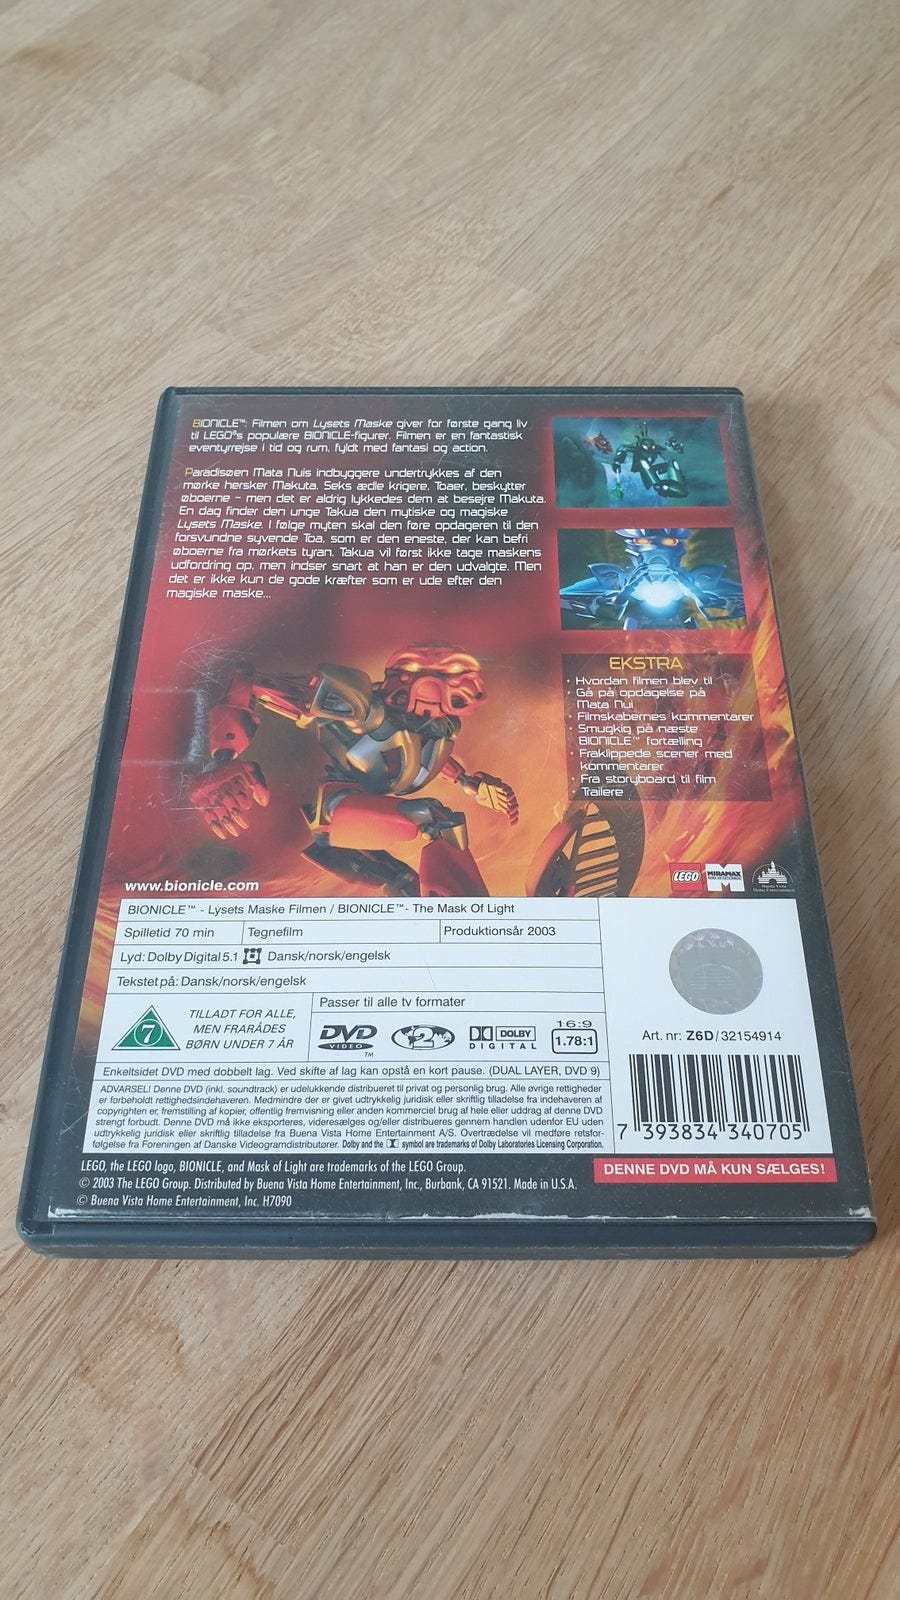 BIONICLE™: Filmen om Lysets Maske giver for første gang liv
til LEGO®s populære BIONICLE-figurer. Filmen er en fantastisk
eventyrrejse i tid og rum, fyldt med fantasi og action.
Paradisøen Mata Nuis indbyggere undertrykkes af den
mørke hersker Makuta. Seks ædle krigere, Toaer, beskytter
øboerne - men det er aldrig lykkedes dem at besejre Makuta.
En dag finder den unge Takua den mytiske og magiske
Lysets Maske. I følge myten skal den føre opdageren til den
forsvundne syvende Toa, som er den eneste, der kan befri
øboerne fra mørkets tyran. Takua vil først ikke tage maskens
udfordring op, men indser snart at han er den udvalgte. Men
det er ikke kun de gode kræfter som er ude efter den
magiske maske...
EKSTRA
· Hvordan filmen blev til
· Gå på opdagelse på
Mata Nui
· Filmskabernes kommentarer
· Smugkig på næste
BIONICLE™ fortælling
· Fraklippede scener med
kommentarer
· Fra storyboard til film
· Trailere
www.bionicle.com
LEGO
MIRAMAX
Buena Vista
Home Entertainment
BIONICLE™ - Lysets Maske Filmen / BIONICLE™- The Mask Of Light
Spilletid 70 min Tegnefilm Produktionsår 2003
Lyd: Dolby Digital 5.1 Dansk/norsk/engelsk
Tekstet på: Dansk/norsk/engelsk
7
TILLADT FOR ALLE,
MEN FRARÅDES
BØRN UNDER 7 ÅR
Passer til alle tv formater
DVD VIDEO ™
2
DOLBY DIGITAL
16:9
1.78:1
Enkeltsidet DVD med dobbelt lag. Ved skifte af lag kan opstå en kort pause. (DUAL LAYER, DVD 9)
ADVARSEL! Denne DVD (inkl. soundtrack) er udelukkende distribueret til privat og personlig brug. Alle øvrige rettigheder
er forbeholdt rettighedsindehaveren. Medmindre der er givet udtrykkelig juridisk eller skriftlig tilladelse fra indehaveren af
copyrighten er, fremstilling af kopier, offentlig fremvisning eller anden kommerciel brug af hele eller uddrag af denne DVD
strengt forbudt. Denne DVD må ikke eksporteres, videresælges og/eller distribueres gennem handlen udenfor EU uden
udtrykkelig juridisk eller skriftlig tilladelse fra Buena Vista Home Entertainment A/S. Overtrædelse vil medføre retsfor-
følgelse fra Foreningen af Danske Videogramdistributører. Dolby and the symbol are trademarks of Dolby Laboratories Licensing Corporation.
Art. nr: Z6D/32154914
7 393834 340705
DENNE DVD MÅ KUN SÆLGES!
LEGO, the LEGO logo, BIONICLE, and Mask of Light are trademarks of the LEGO Group.
© 2003 The LEGO Group. Distributed by Buena Vista Home Entertainment, Inc., Burbank, CA 91521. Made in U.S.A.
© Buena Vista Home Entertainment, Inc. H7090